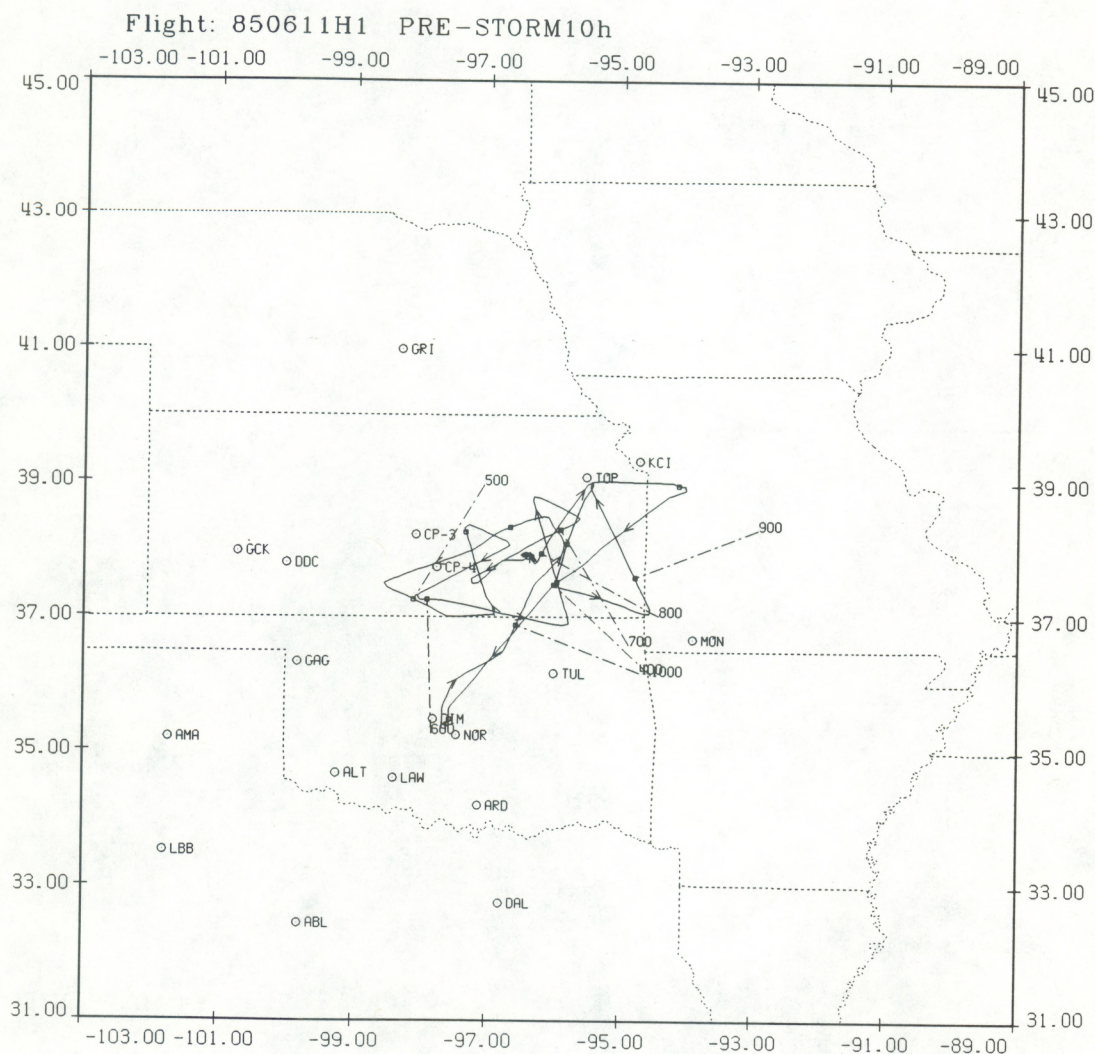 Flight: 850611H1 PRE-STORM10h
-103.00 -101.00 -99.00 -97.00 -95.00 -93.00 -91.00 -89.00
45.00 45.00
43.00 43.00
41.00 GRI 41.00
KCI
39.00 500 TØP 39.00
CP-3 900
GCK DDC CP-4
37.00 800 37.00
700 MØN
GAG TUL 400 1000
TIM
600
35.00 AMA NØR 35.00
ALT LAW
ARD
LBB
33.00 DAL 33.00
ABL
31.00 31.00
-103.00 -101.00 -99.00 -97.00 -95.00 -93.00 -91.00 -89.00